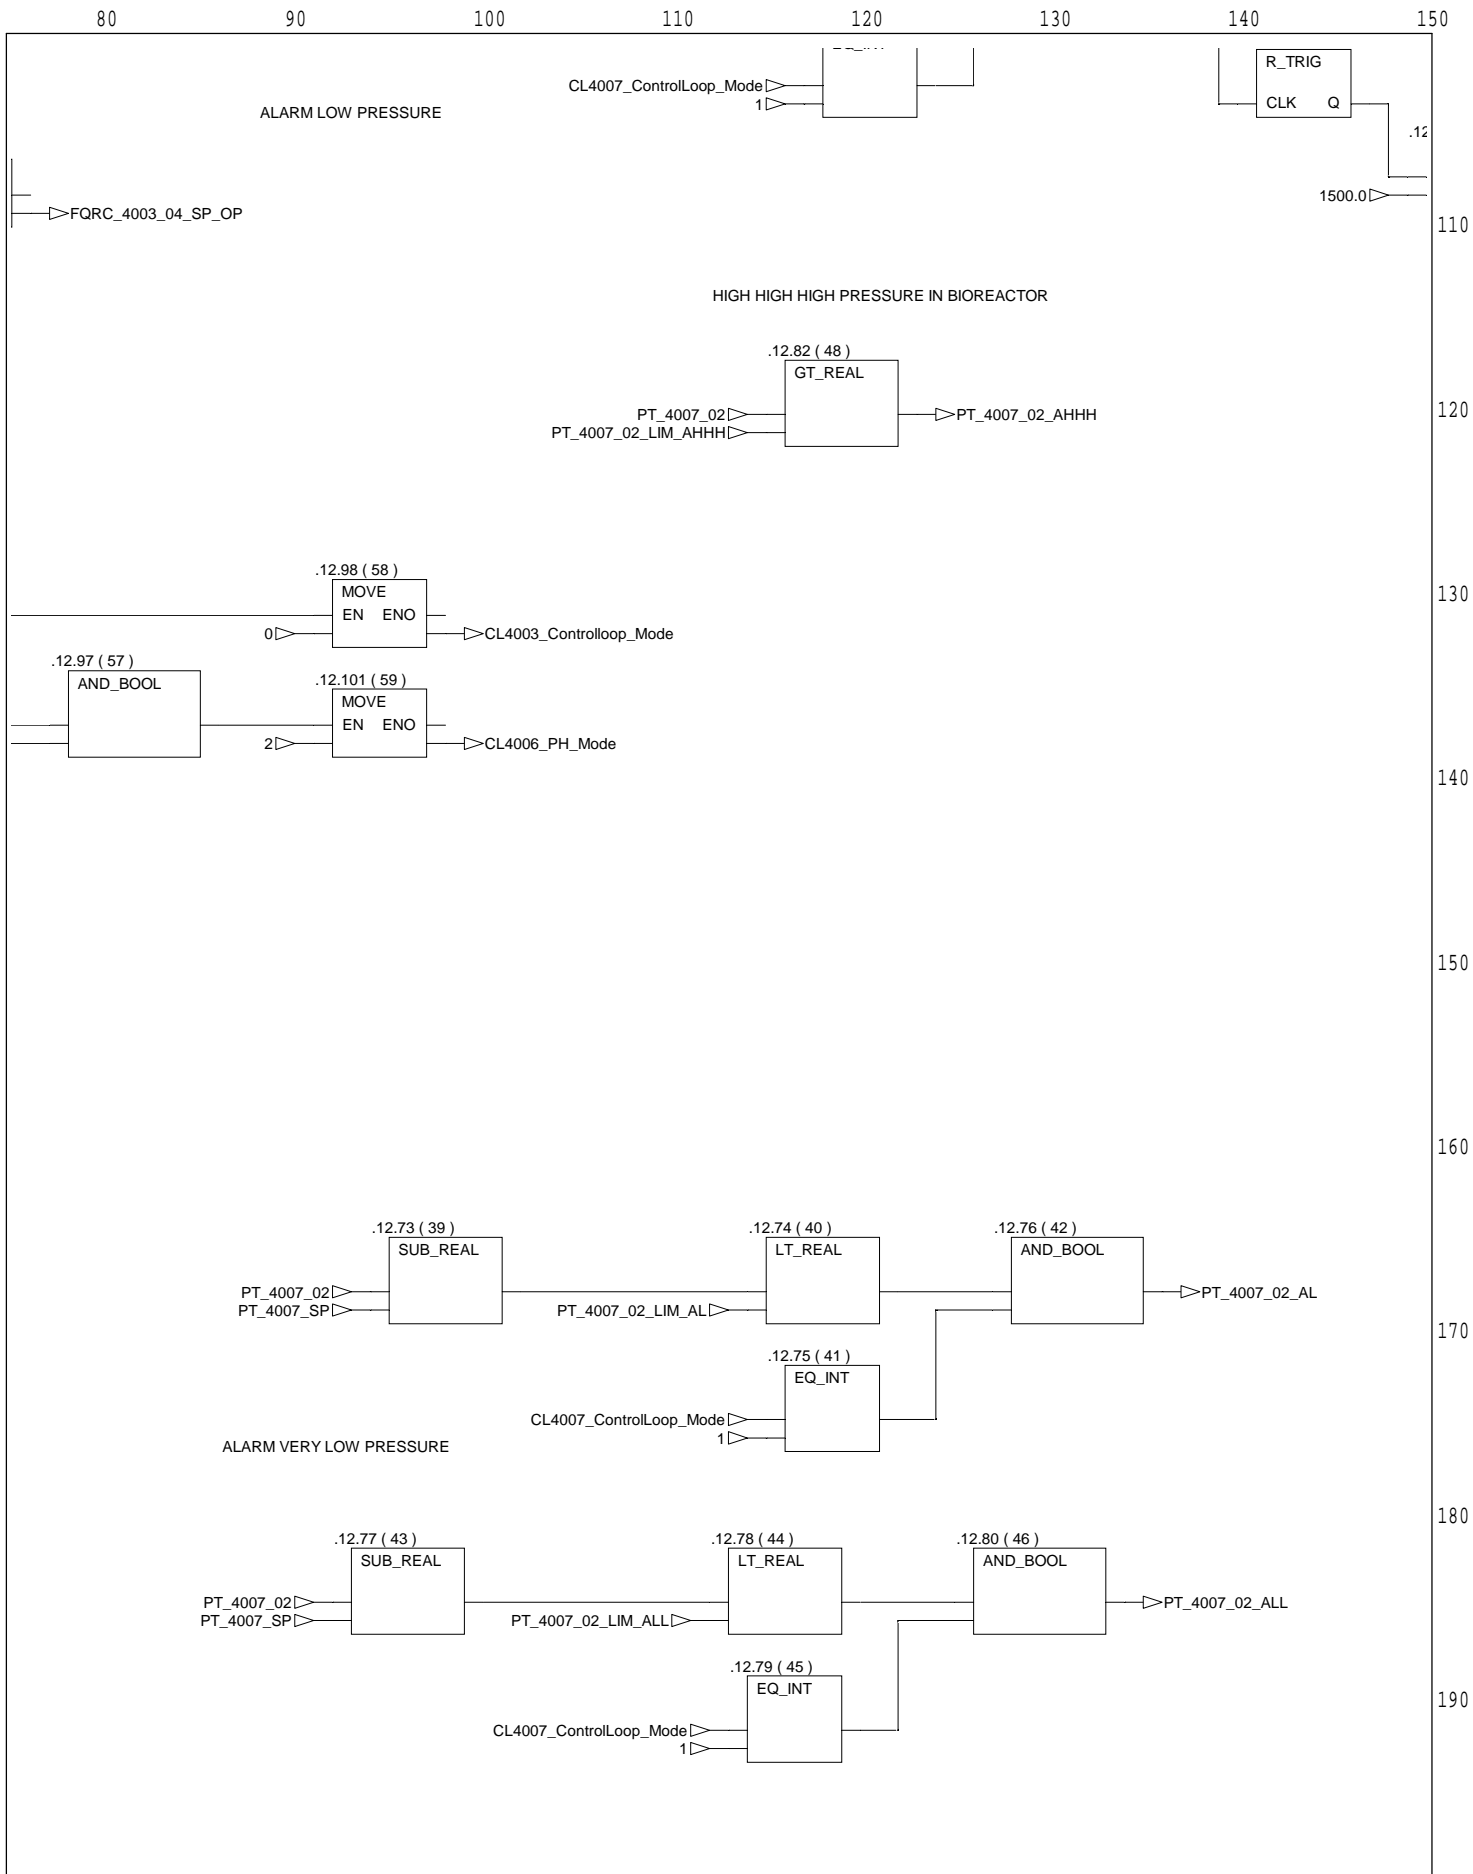 80 90 100 110 120 130 140 150
R_TRIG
CL4007_ControlLoop_Mode
1
CLK Q
ALARM LOW PRESSURE
FQRC_4003_04_SP_OP
1500.0
110
HIGH HIGH HIGH PRESSURE IN BIOREACTOR
.12.82 ( 48 )
GT_REAL
PT_4007_02
PT_4007_02_AHHH
120
PT_4007_02_LIM_AHHH
.12.98 ( 58 )
MOVE
130
EN ENO
0
CL4003_Controlloop_Mode
.12.97 ( 57 )
AND_BOOL
.12.101 ( 59 )
MOVE
EN ENO
2
CL4006_PH_Mode
140
150
160
.12.73 ( 39 )
SUB_REAL
.12.74 ( 40 )
LT_REAL
.12.76 ( 42 )
AND_BOOL
PT_4007_02
PT_4007_SP
PT_4007_02_LIM_AL
PT_4007_02_AL
170
.12.75 ( 41 )
EQ_INT
CL4007_ControlLoop_Mode
1
ALARM VERY LOW PRESSURE
180
.12.77 ( 43 )
SUB_REAL
.12.78 ( 44 )
LT_REAL
.12.80 ( 46 )
AND_BOOL
PT_4007_02
PT_4007_SP
PT_4007_02_LIM_ALL
PT_4007_02_ALL
.12.79 ( 45 )
EQ_INT
190
CL4007_ControlLoop_Mode
1